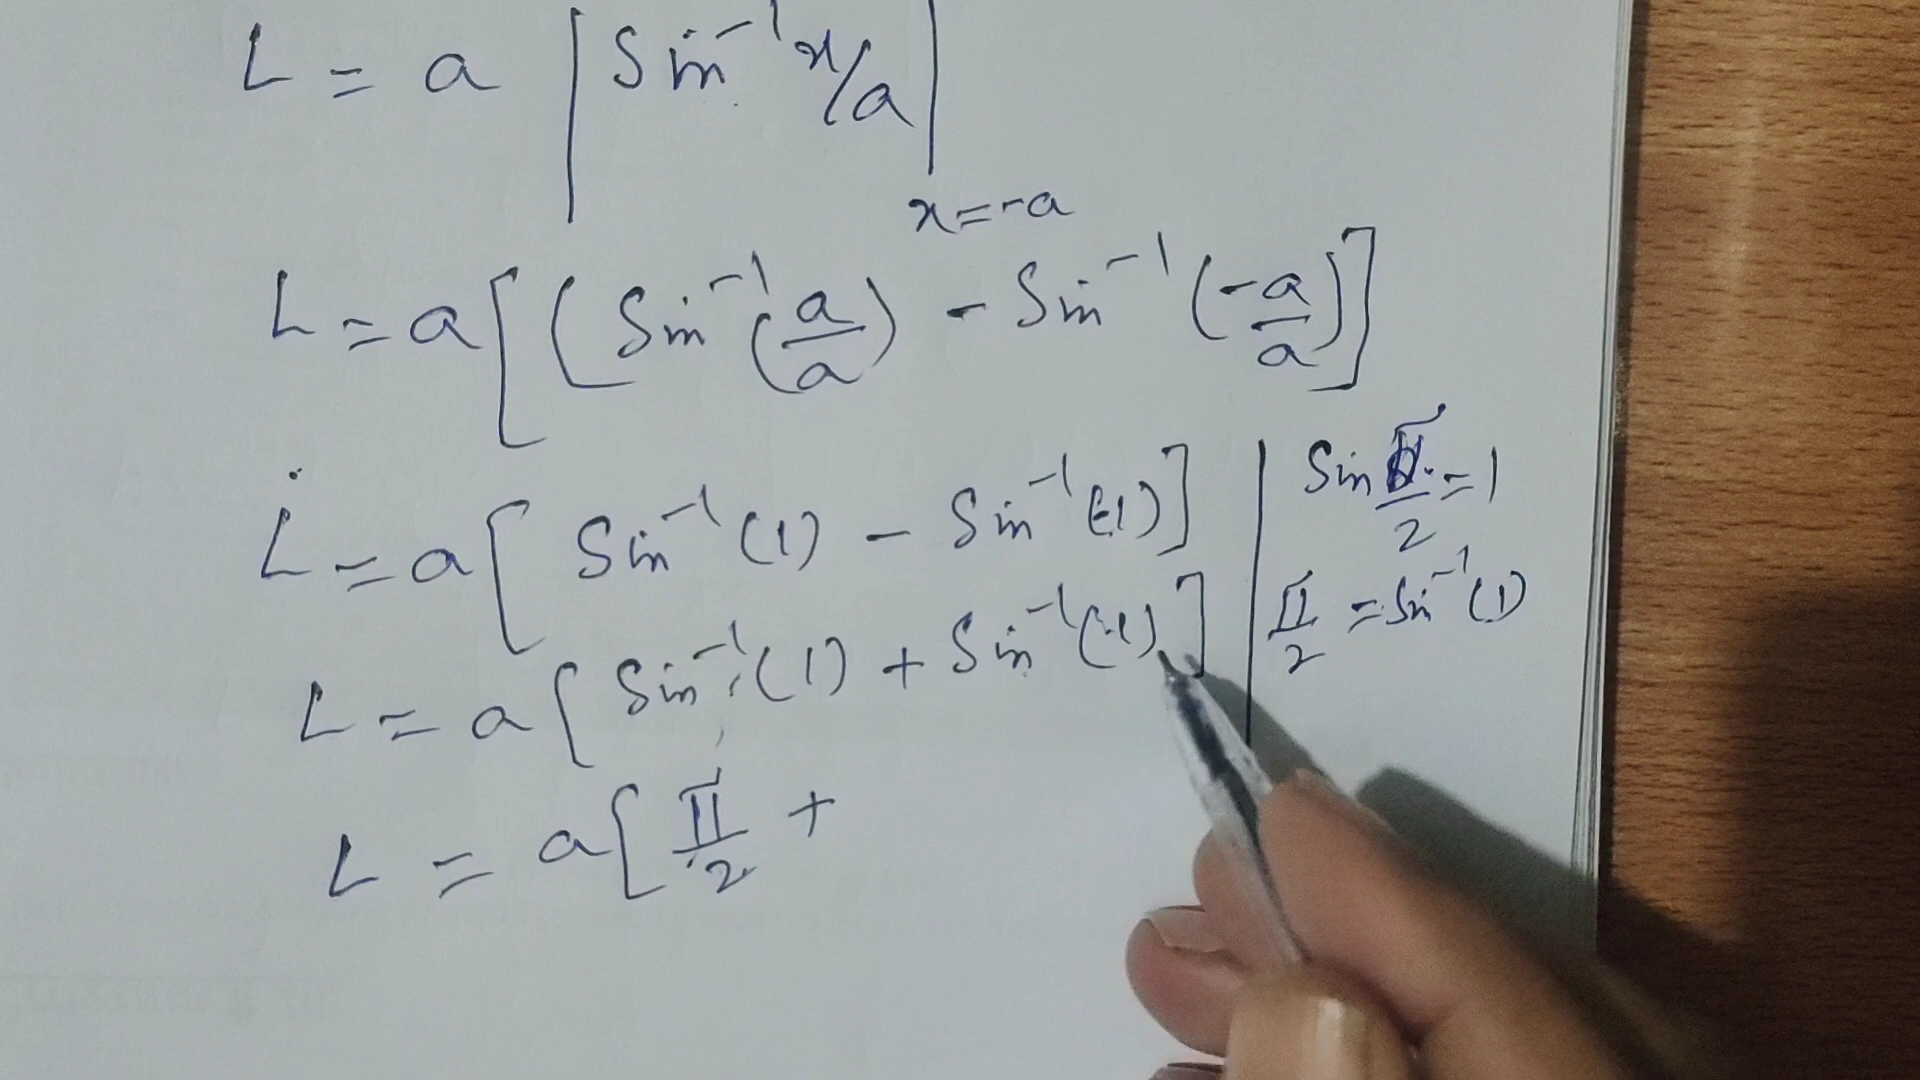 L = a | Sin⁻¹ x/a |
x=-a
L = a [ ( Sin⁻¹ (a/a) - Sin⁻¹ (-a/a) ]
L = a [ Sin⁻¹ (1) - Sin⁻¹ (-1) ]
Sin π/2 = 1
π/2 = Sin⁻¹ (1)
L = a [ Sin⁻¹ (1) + Sin⁻¹ (1) ]
L = a [ π/2 +